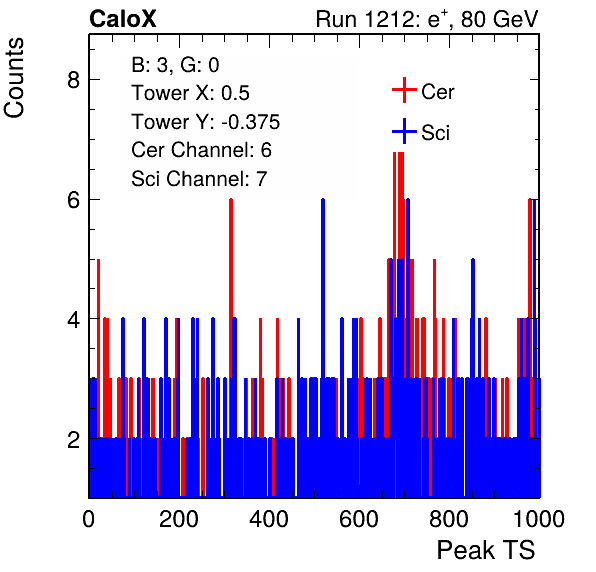 CaloX Run 1212: e⁺, 80 GeV
Counts
B: 3, G: 0
Tower X: 0.5
Tower Y: -0.375
Cer Channel: 6
Sci Channel: 7
Cer
Sci
8
6
4
2
0 200 400 600 800 1000
Peak TS